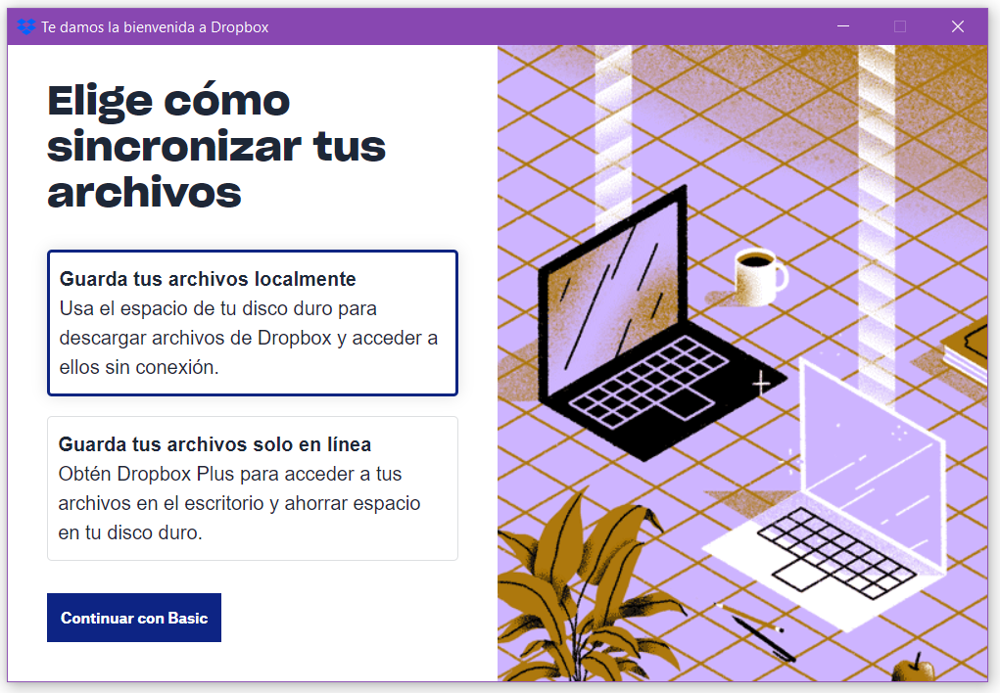 Te damos la bienvenida a Dropbox
Elige cómo
sincronizar tus
archivos
Guarda tus archivos localmente
Usa el espacio de tu disco duro para
descargar archivos de Dropbox y acceder a
ellos sin conexión.
Guarda tus archivos solo en línea
Obtén Dropbox Plus para acceder a tus
archivos en el escritorio y ahorrar espacio
en tu disco duro.
Continuar con Basic